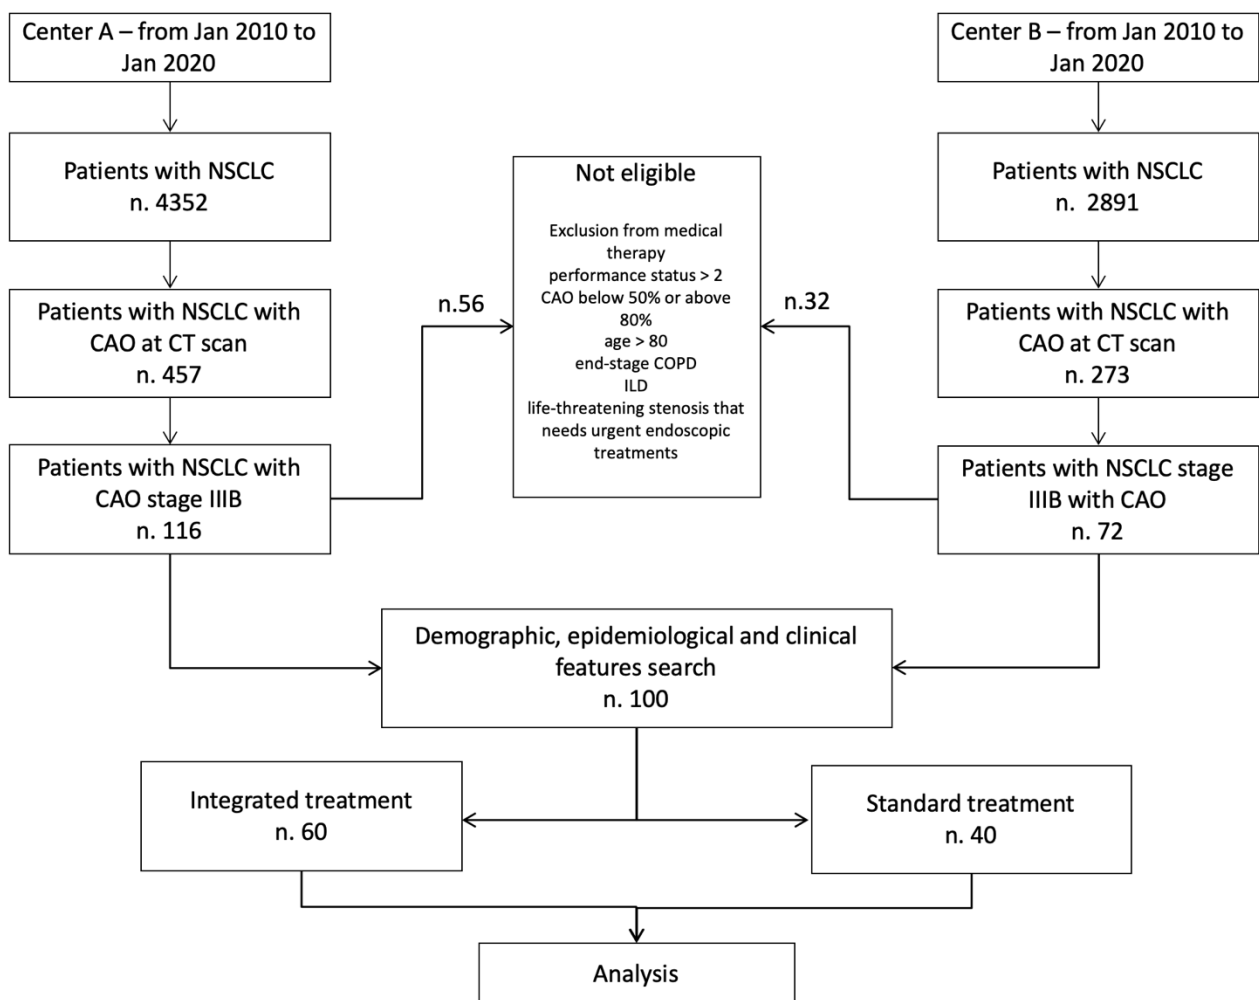 Center A – from Jan 2010 to
Jan 2020
Center B – from Jan 2010 to
Jan 2020
Patients with NSCLC
n. 4352
Patients with NSCLC
n. 2891
Not eligible
Exclusion from medical
therapy
performance status > 2
CAO below 50% or above
80%
age > 80
end-stage COPD
ILD
life-threatening stenosis that
needs urgent endoscopic
treatments
n.56
n.32
Patients with NSCLC with
CAO at CT scan
n. 457
Patients with NSCLC with
CAO at CT scan
n. 273
Patients with NSCLC with
CAO stage IIIB
n. 116
Patients with NSCLC stage
IIIB with CAO
n. 72
Demographic, epidemiological and clinical
features search
n. 100
Integrated treatment
n. 60
Standard treatment
n. 40
Analysis